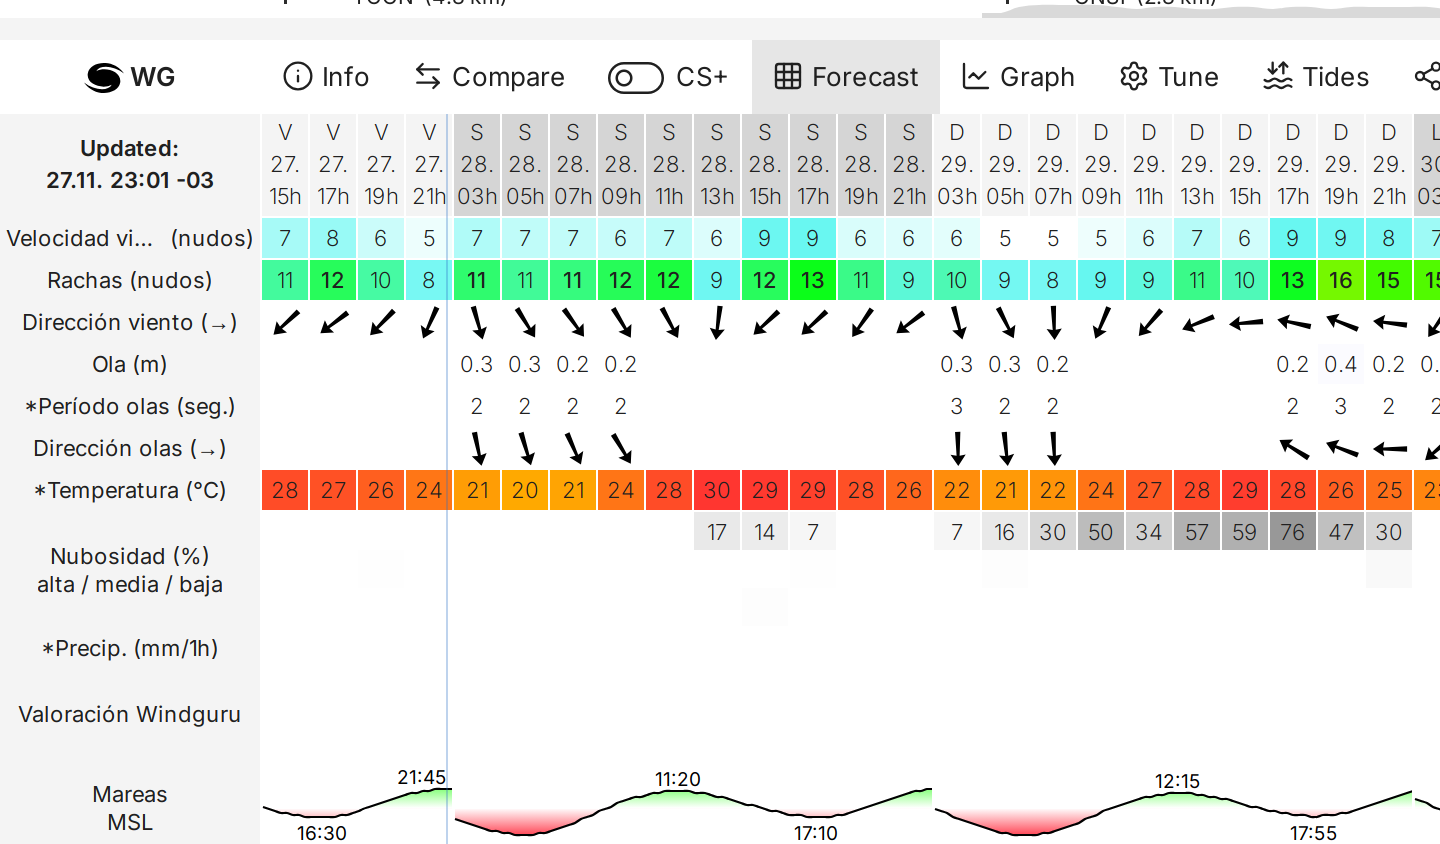 WG Info Compare CS+ Forecast Graph Tune Tides
Updated:
27.11. 23:01 -03
V V V V S S S S S S S S S S D D D D D D D D D D L
27. 27. 27. 27. 28. 28. 28. 28. 28. 28. 28. 28. 28. 28. 29. 29. 29. 29. 29. 29. 29. 29. 29. 29.
15h 17h 19h 21h 03h 05h 07h 09h 11h 13h 15h 17h 19h 21h 03h 05h 07h 09h 11h 13h 15h 17h 19h 21h
Velocidad vi... (nudos) 7 8 6 5 7 7 7 6 7 6 9 9 6 6 6 5 5 5 6 7 6 9 9 8 7
Rachas (nudos) 11 12 10 8 11 11 11 12 12 9 12 13 11 9 10 9 8 9 9 11 10 13 16 15 15
Dirección viento (→)
Ola (m) 0.3 0.3 0.2 0.2 0.3 0.3 0.2 0.2 0.4 0.2
*Período olas (seg.) 2 2 2 2 3 2 2 2 3 2 2
Dirección olas (→)
*Temperatura (°C) 28 27 26 24 21 20 21 24 28 30 29 29 28 26 22 21 22 24 27 28 29 28 26 25
17 14 7 7 16 30 50 34 57 59 76 47 30
Nubosidad (%)
alta / media / baja
*Precip. (mm/1h)
Valoración Windguru
21:45 11:20 12:15
Mareas
MSL
16:30 17:10 17:55